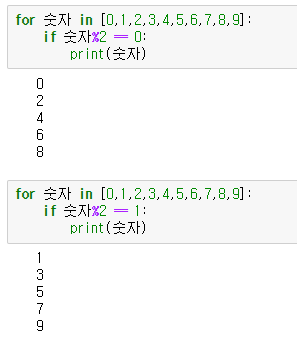 for 숫자 in [0,1,2,3,4,5,6,7,8,9]:
    if 숫자%2 == 0:
        print(숫자)
0
2
4
6
8
for 숫자 in [0,1,2,3,4,5,6,7,8,9]:
    if 숫자%2 == 1:
        print(숫자)
1
3
5
7
9